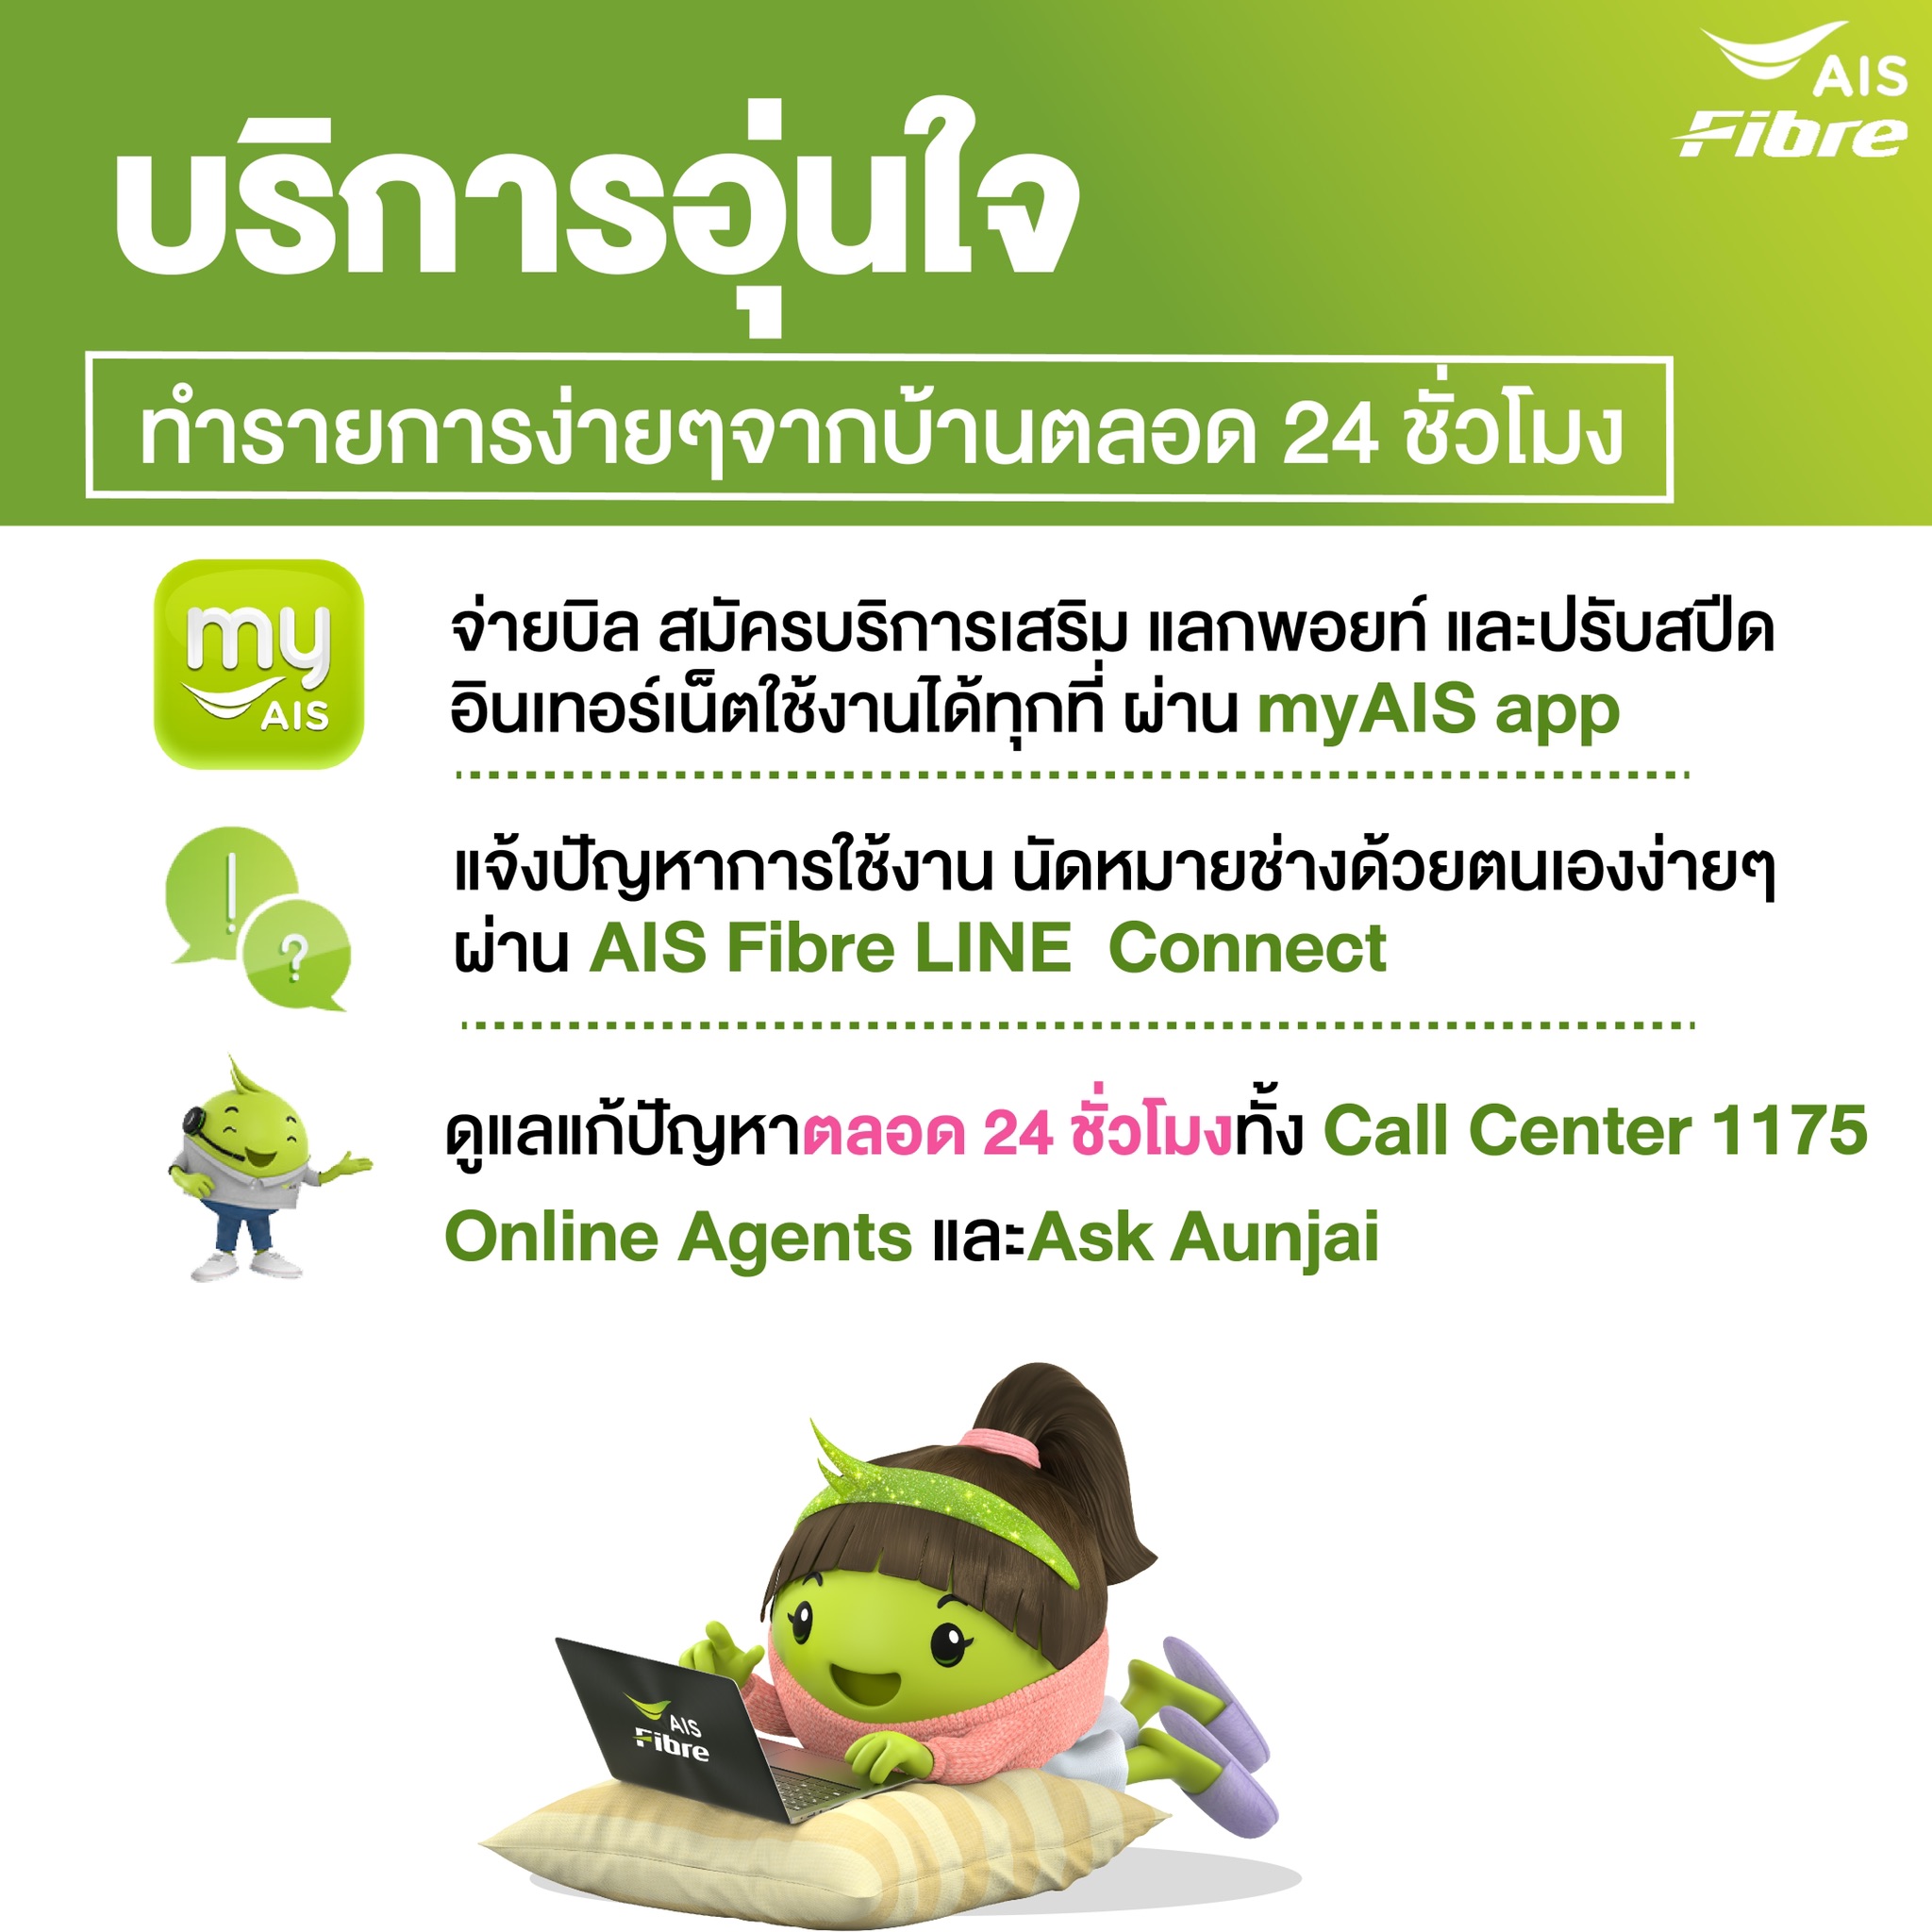 AIS
Fibre
บริการอุ่นใจ
ทำรายการง่ายๆจากบ้านตลอด 24 ชั่วโมง
my
AIS
จ่ายบิล สมัครบริการเสริม แลกพอยท์ และปรับสปีด
อินเทอร์เน็ตใช้งานได้ทุกที่ ผ่าน myAIS app
! ?
แจ้งปัญหาการใช้งาน นัดหมายช่างด้วยตนเองง่ายๆ
ผ่าน AIS Fibre LINE Connect
ดูแลแก้ปัญหาตลอด 24 ชั่วโมงทั้ง Call Center 1175
Online Agents และAsk Aunjai
AIS
Fibre